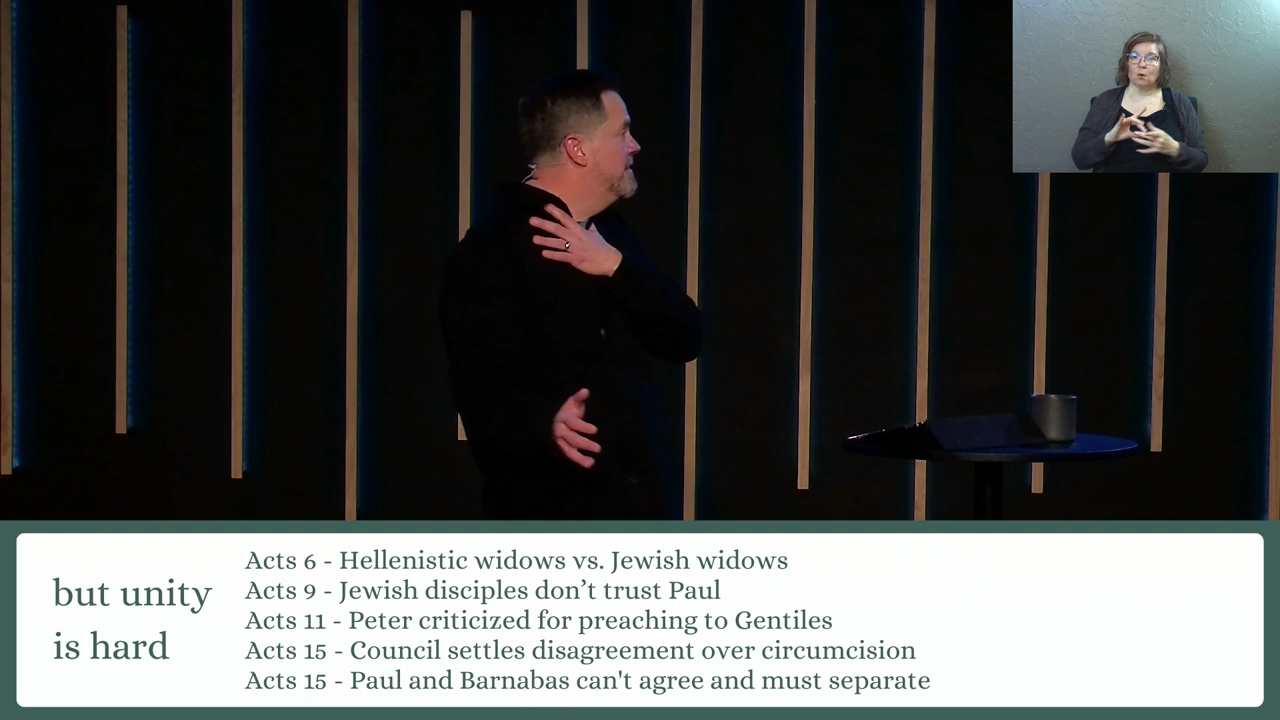 but unity
is hard
Acts 6 - Hellenistic widows vs. Jewish widows
Acts 9 - Jewish disciples don’t trust Paul
Acts 11 - Peter criticized for preaching to Gentiles
Acts 15 - Council settles disagreement over circumcision
Acts 15 - Paul and Barnabas can't agree and must separate